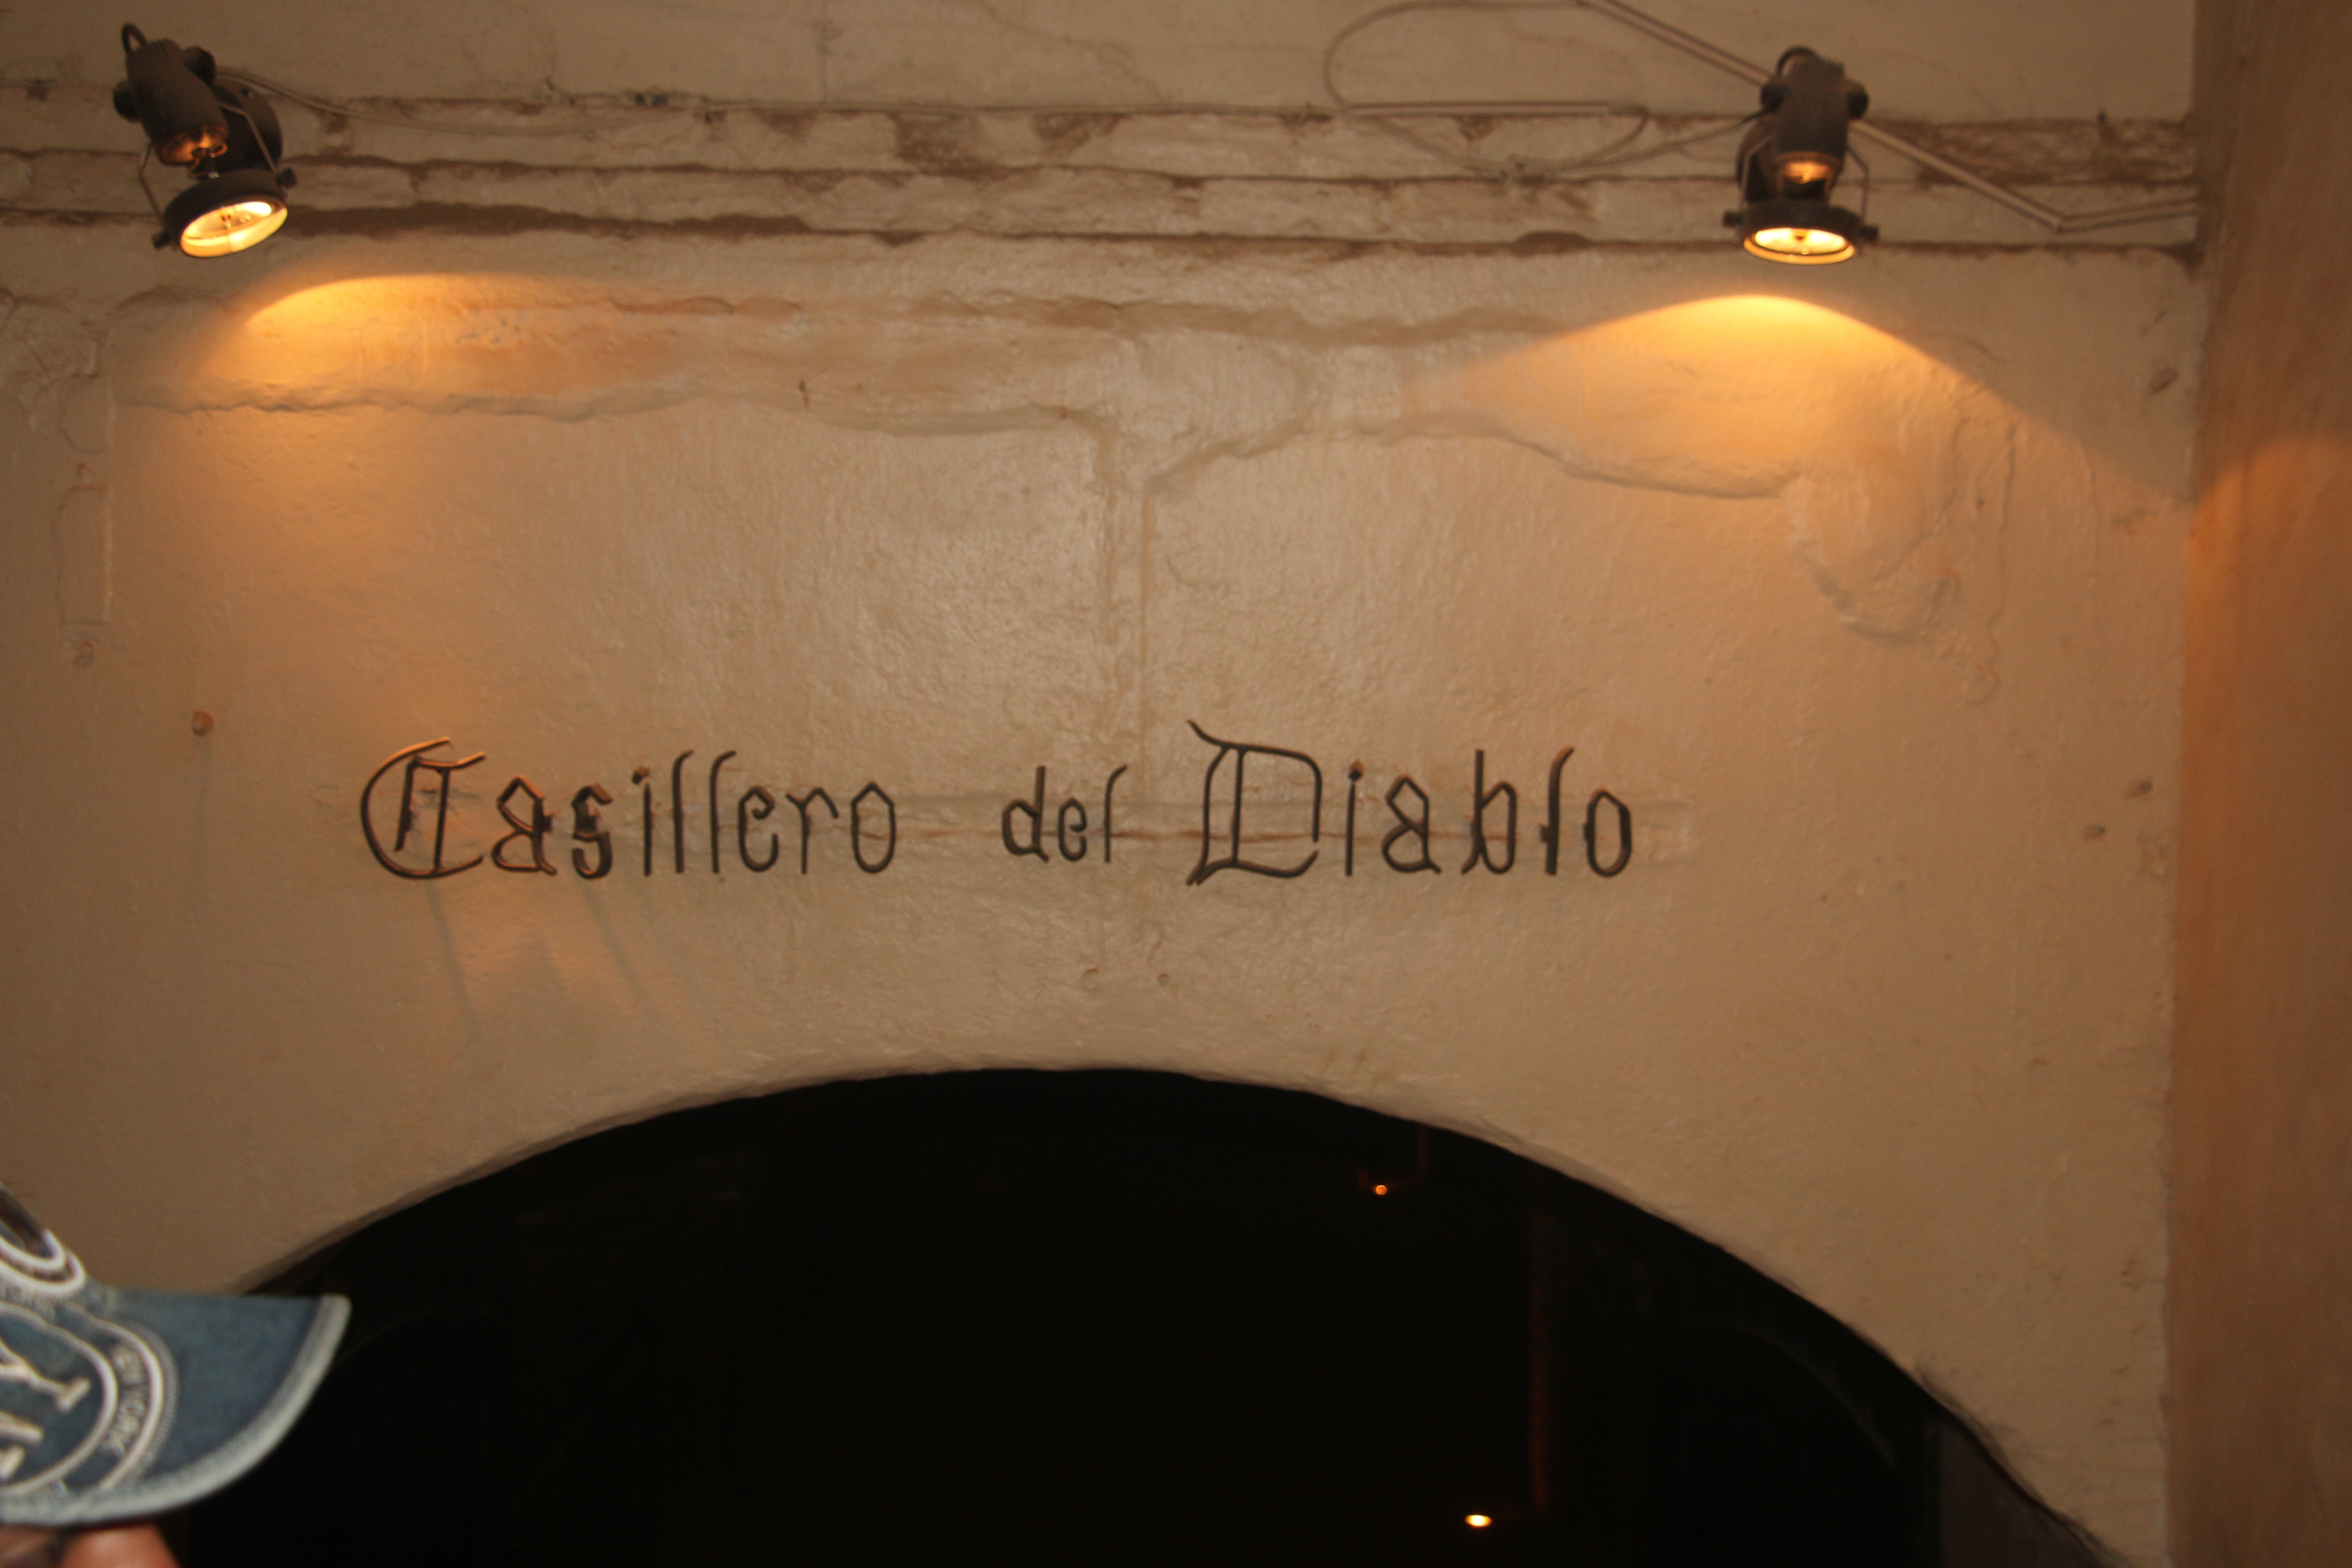 Casillero del Diablo